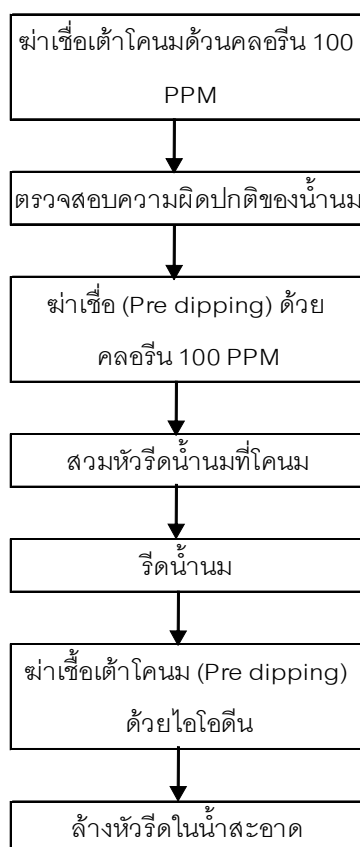 ฆ่าเชื่อเต้าโคนมด้วนคลอรีน 100
PPM
ตรวจสอบความผิดปกติของน้ำนม
ฆ่าเชื่อ (Pre dipping) ด้วย
คลอรีน 100 PPM
สวมหัวรีดน้ำนมที่โคนม
รีดน้ำนม
ฆ่าเชื้อเต้าโคนม (Pre dipping)
ด้วยไอโอดีน
ล้างหัวรีดในน้ำสะอาด